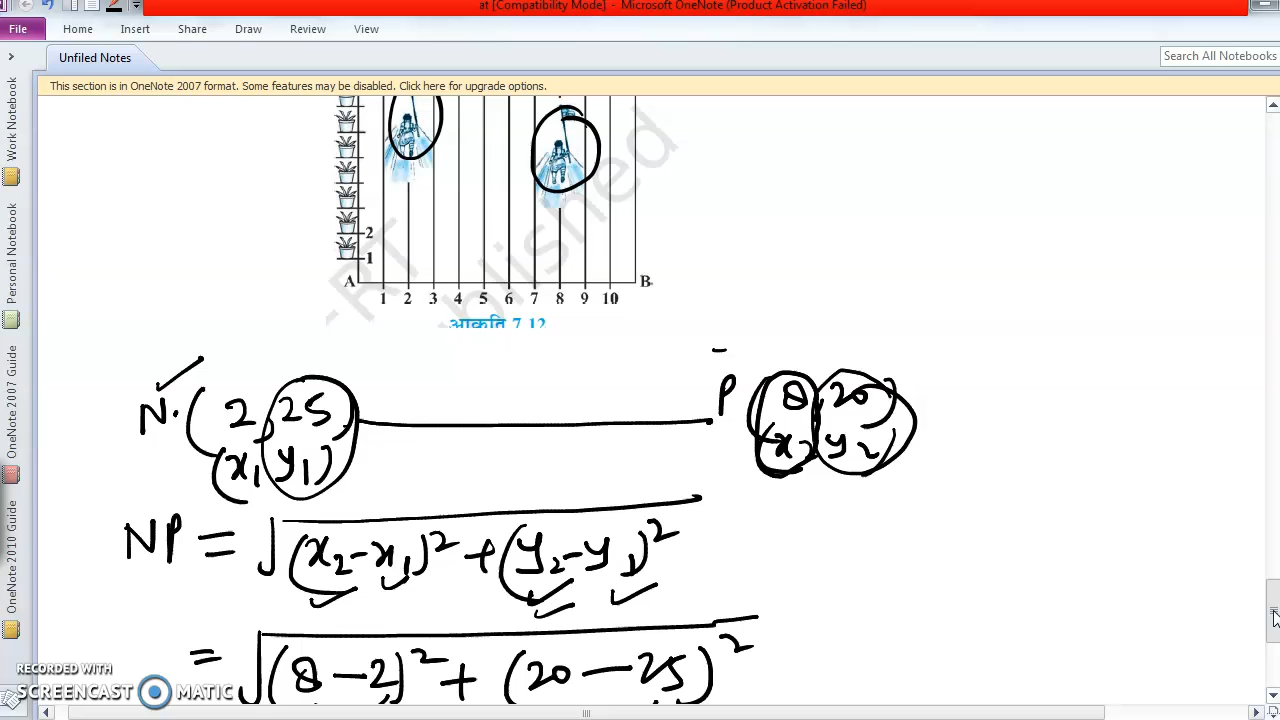 at [Compatibility Mode] - Microsoft OneNote (Product Activation Failed)
File Home Insert Share Draw Review View
Unfiled Notes
Search All Notebooks
This section is in OneNote 2007 format. Some features may be disabled. Click here for upgrade options.
Work Notebook
Personal Notebook
OneNote 2007 Guide
OneNote 2010 Guide
2
1
A B
1 2 3 4 5 6 7 8 9 10
आकृति 7.12
N. (2, 25) P (8, 20)
(x1 y1) (x2 y2)
NP = √(x2-x1)² + (y2-y1)²
= √(8-2)² + (20-25)²
RECORDED WITH
SCREENCAST MATIC